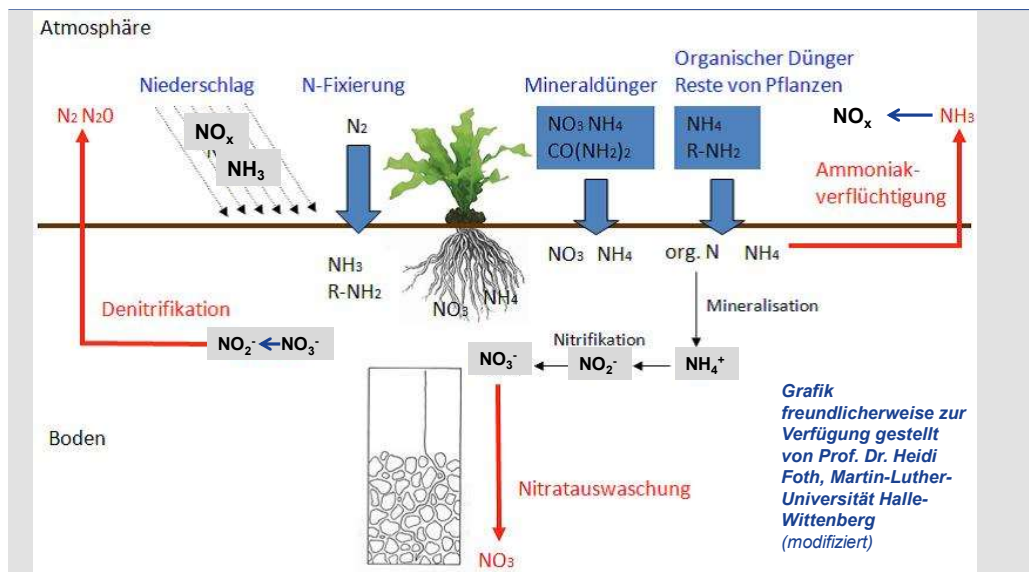 Atmosphäre
Niederschlag
N-Fixierung
Mineraldünger
Organischer Dünger
Reste von Pflanzen
N₂ N₂0
NOₓ
NH₃
N₂
NO₃ NH₄
CO(NH₂)₂
NH₄
R-NH₂
NOₓ
NH₃
Ammoniak-
verflüchtigung
NH₃
R-NH₂
NO₃
NH₄
NO₃ NH₄
org. N NH₄
Mineralisation
Denitrifikation
NO₂⁻
NO₃⁻
Nitrifikation
NO₃⁻
NO₂⁻
NH₄⁺
Boden
Nitratauswaschung
NO₃
Grafik
freundlicherweise zur
Verfügung gestellt
von Prof. Dr. Heidi
Foth, Martin-Luther-
Universität Halle-
Wittenberg
(modifiziert)